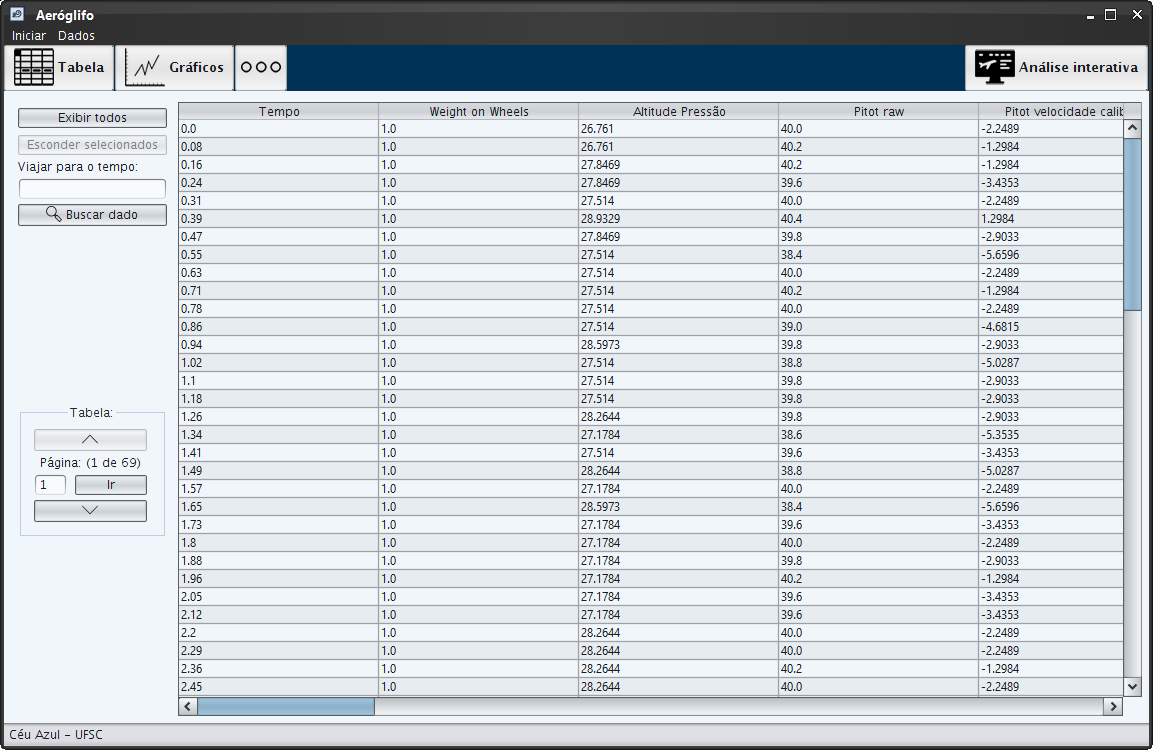 Aeróglifo
Iniciar Dados
Tabela Gráficos Análise interativa
Exibir todos
Esconder selecionados
Viajar para o tempo:
Buscar dado
Tabela:
Página: (1 de 69)
1 Ir
Tempo Weight on Wheels Altitude Pressão Pitot raw Pitot velocidade calib
0.0 1.0 26.761 40.0 -2.2489
0.08 1.0 26.761 40.2 -1.2984
0.16 1.0 27.8469 40.2 -1.2984
0.24 1.0 27.8469 39.6 -3.4353
0.31 1.0 27.514 40.0 -2.2489
0.39 1.0 28.9329 40.4 1.2984
0.47 1.0 27.8469 39.8 -2.9033
0.55 1.0 27.514 38.4 -5.6596
0.63 1.0 27.514 40.0 -2.2489
0.71 1.0 27.514 40.2 -1.2984
0.78 1.0 27.514 40.0 -2.2489
0.86 1.0 27.514 39.0 -4.6815
0.94 1.0 28.5973 39.8 -2.9033
1.02 1.0 27.514 38.8 -5.0287
1.1 1.0 27.514 39.8 -2.9033
1.18 1.0 27.514 39.8 -2.9033
1.26 1.0 28.2644 39.8 -2.9033
1.34 1.0 27.1784 38.6 -5.3535
1.41 1.0 27.514 39.6 -3.4353
1.49 1.0 28.2644 38.8 -5.0287
1.57 1.0 27.1784 40.0 -2.2489
1.65 1.0 28.5973 38.4 -5.6596
1.73 1.0 27.1784 39.6 -3.4353
1.8 1.0 27.1784 40.0 -2.2489
1.88 1.0 27.1784 39.8 -2.9033
1.96 1.0 27.1784 40.2 -1.2984
2.05 1.0 27.1784 39.6 -3.4353
2.12 1.0 27.1784 39.6 -3.4353
2.2 1.0 28.2644 40.0 -2.2489
2.29 1.0 28.2644 40.0 -2.2489
2.36 1.0 28.2644 40.2 -1.2984
2.45 1.0 28.2644 40.0 -2.2489
Céu Azul - UFSC